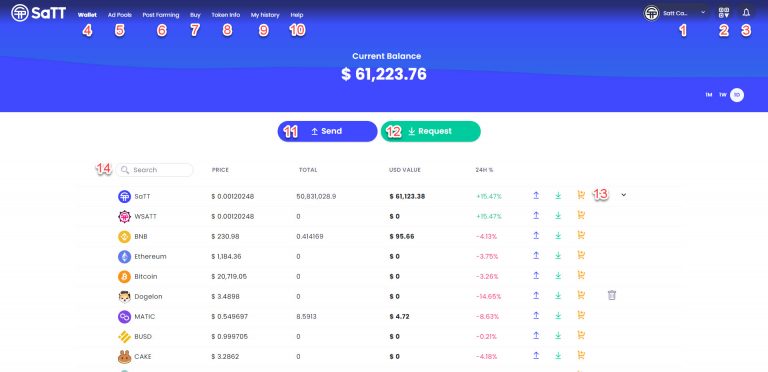 SaTT Wallet Ad Pools Post Farming Buy Token Info My history Help Satt Co...
4 5 6 7 8 9 10 1 2 3
Current Balance
$ 61,223.76
1M 1W 1D
11 Send 12 Request
14 Search PRICE TOTAL USD VALUE 24H %
SaTT $ 0.00120248 50,831,028.9 $ 61,123.38 +15.47% 13
WSATT $ 0.00120248 0 $ 0 +15.47%
BNB $ 230.98 0.414169 $ 95.66 -4.13%
Ethereum $ 1,184.36 0 $ 0 -3.75%
Bitcoin $ 20,719.05 0 $ 0 -3.26%
Dogelon $ 3.4898 0 $ 0 -14.65%
MATIC $ 0.549697 8.5913 $ 4.72 -8.63%
BUSD $ 0.999705 0 $ 0 -0.21%
CAKE $ 3.2862 0 $ 0 -4.18%